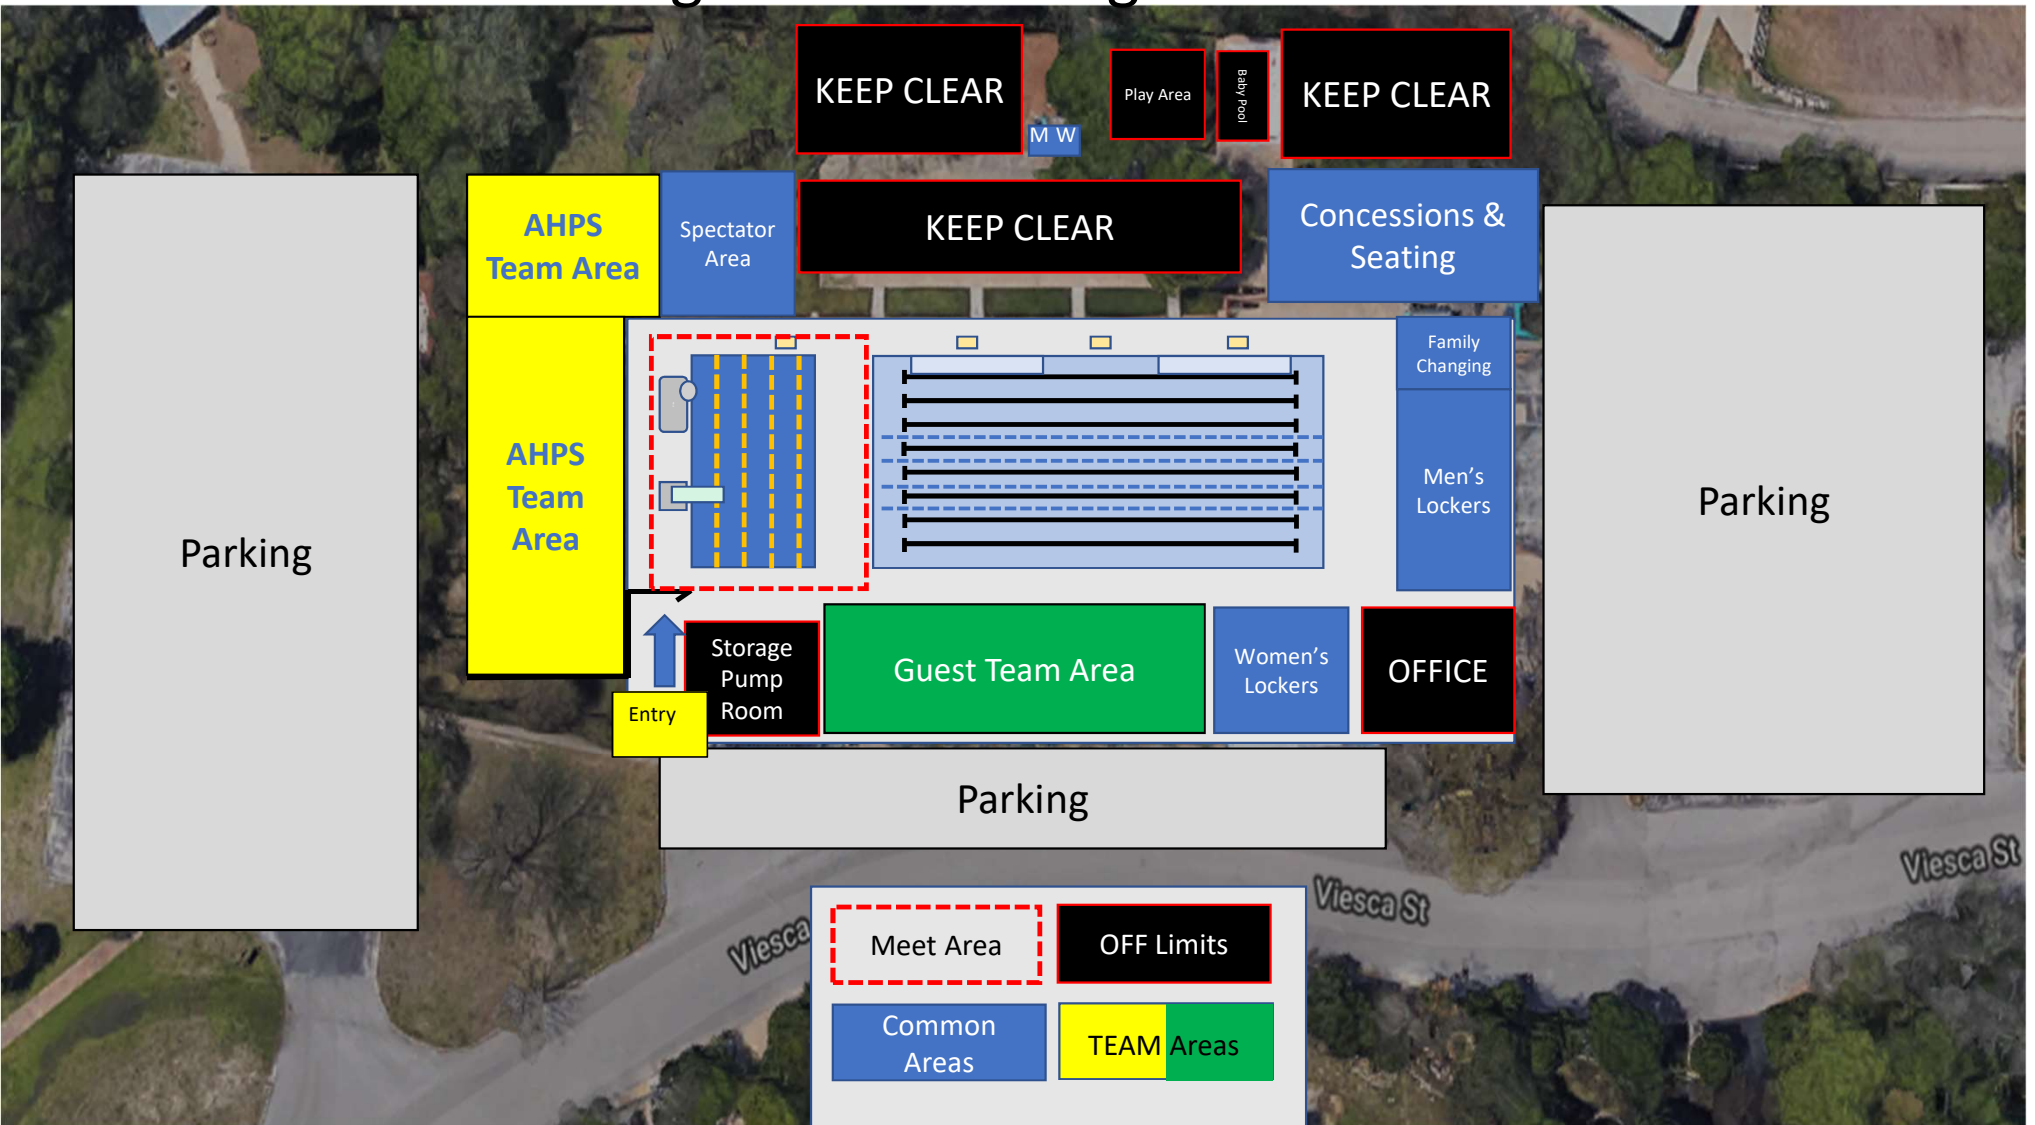 KEEP CLEAR
Play Area
Baby Pool
KEEP CLEAR
M W
AHPS
Team Area
Spectator
Area
KEEP CLEAR
Concessions &
Seating
Family
Changing
AHPS
Team
Area
Men's
Lockers
Parking
Parking
Storage
Pump
Room
Guest Team Area
Women's
Lockers
OFFICE
Entry
Parking
Viesca St
Viesca St
Viesca
Meet Area
OFF Limits
Common
Areas
TEAM Areas